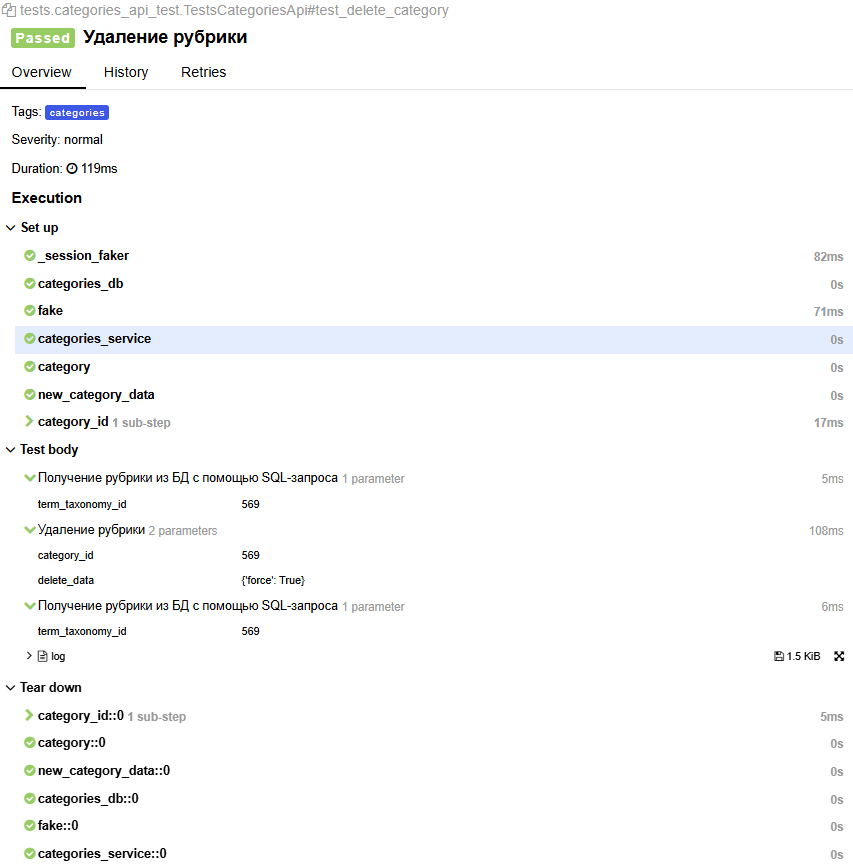 tests.categories_api_test.TestsCategoriesApi#test_delete_category
Passed Удаление рубрики
Overview History Retries
Tags: categories
Severity: normal
Duration: 119ms
Execution
Set up
_session_faker 82ms
categories_db 0s
fake 71ms
categories_service 0s
category 0s
new_category_data 0s
category_id 1 sub-step 17ms
Test body
Получение рубрики из БД с помощью SQL-запроса 1 parameter 5ms
term_taxonomy_id 569
Удаление рубрики 2 parameters 108ms
category_id 569
delete_data {'force': True}
Получение рубрики из БД с помощью SQL-запроса 1 parameter 6ms
term_taxonomy_id 569
log 1.5 KiB
Tear down
category_id::0 1 sub-step 5ms
category::0 0s
new_category_data::0 0s
categories_db::0 0s
fake::0 0s
categories_service::0 0s